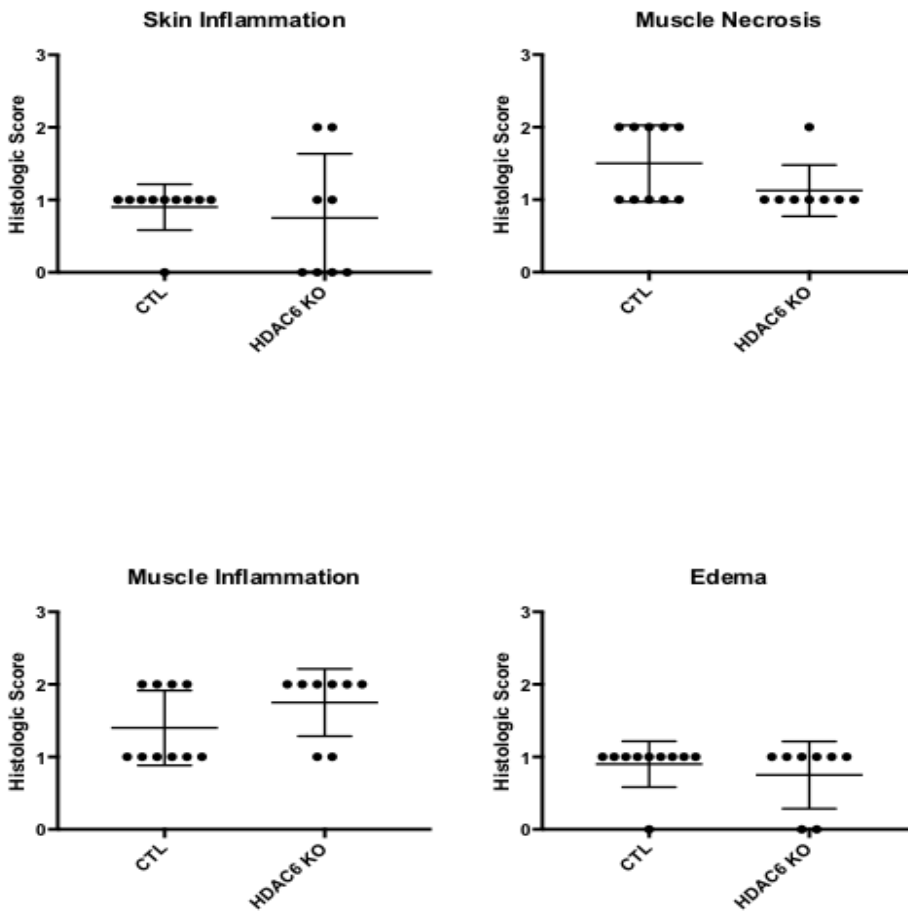 Skin Inflammation
Histologic Score
3
2
1
0
CTL
HDAC6 KO
Muscle Necrosis
Histologic Score
3
2
1
0
CTL
HDAC6 KO
Muscle Inflammation
Histologic Score
3
2
1
0
CTL
HDAC6 KO
Edema
Histologic Score
3
2
1
0
CTL
HDAC6 KO